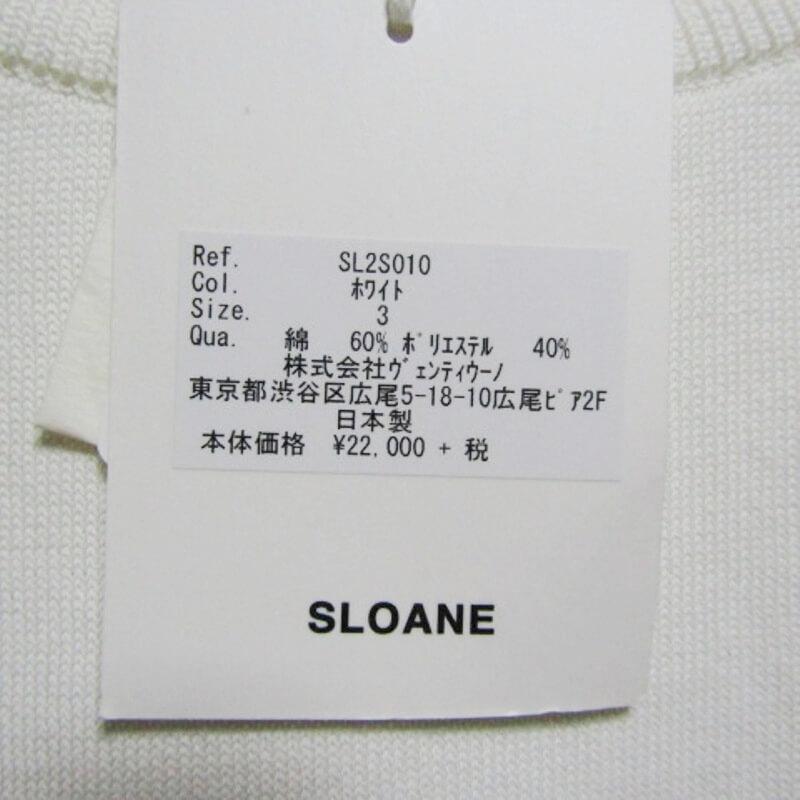 Ref. SL2S010
Col. ﾎﾜｲﾄ
Size. 3
Qua. 綿 60% ﾎﾟﾘｴｽﾃﾙ 40%
株式会社ｳﾞｪﾝﾃｨｳｰﾉ
東京都渋谷区広尾5-18-10広尾ﾋﾟｱ2F
日本製
本体価格 ¥22,000 + 税
SLOANE